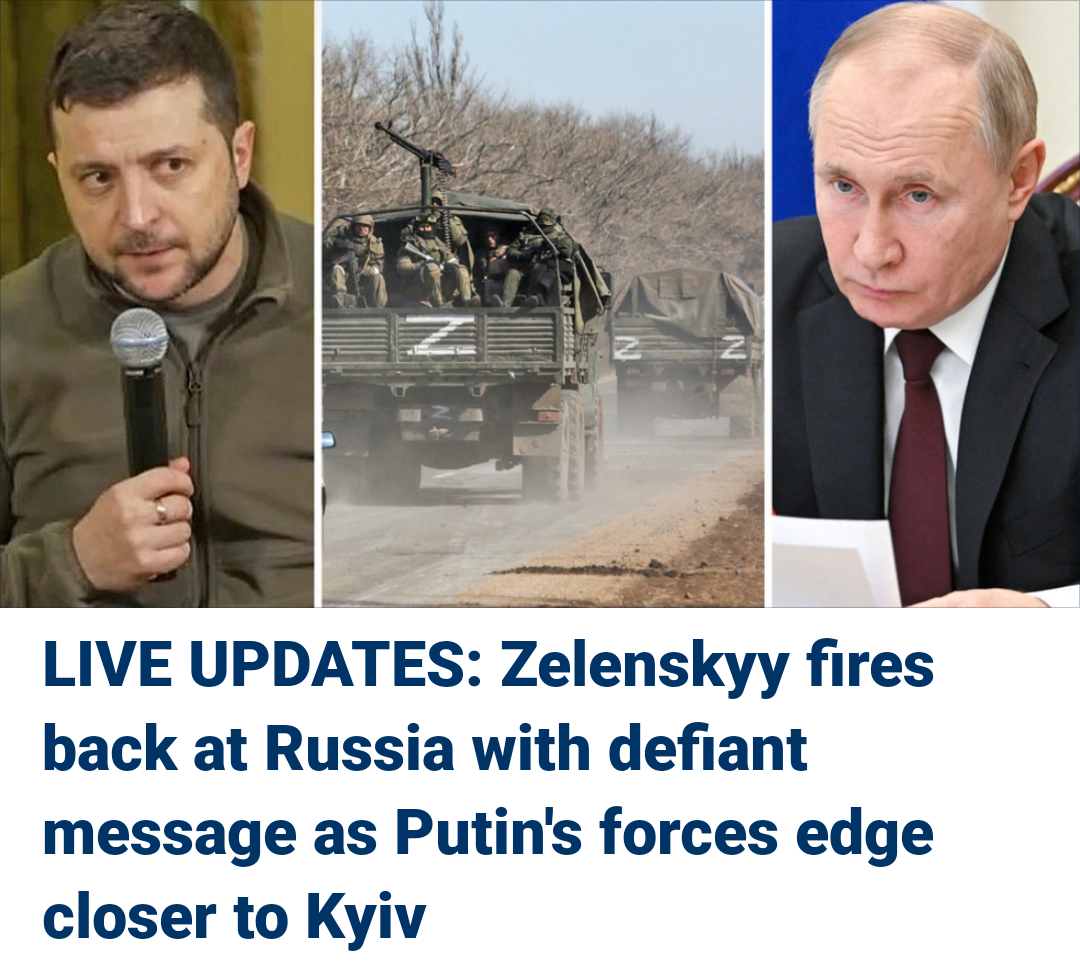 Z
Z Z
Z
LIVE UPDATES: Zelenskyy fires
back at Russia with defiant
message as Putin's forces edge
closer to Kyiv